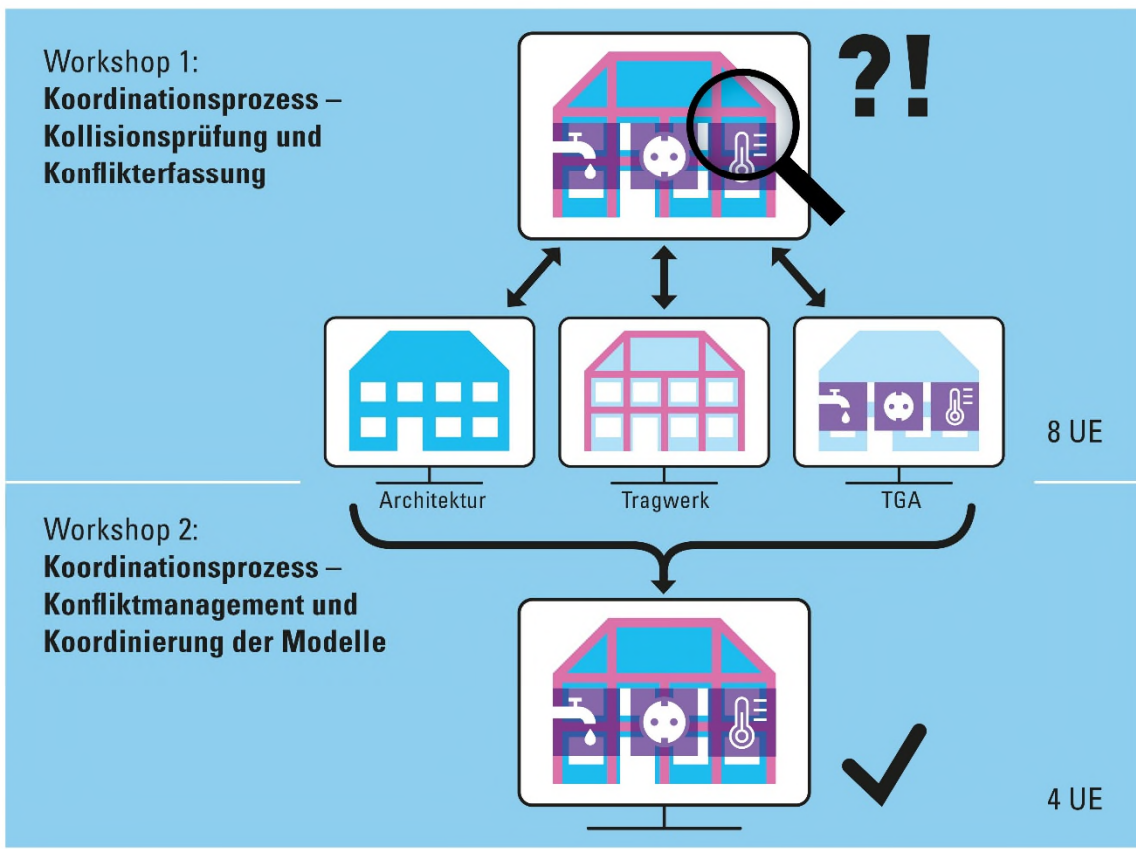 Workshop 1:
Koordinationsprozess –
Kollisionsprüfung und
Konflikterfassung
?!
Architektur
Tragwerk
TGA
8 UE
Workshop 2:
Koordinationsprozess –
Konfliktmanagement und
Koordinierung der Modelle
4 UE